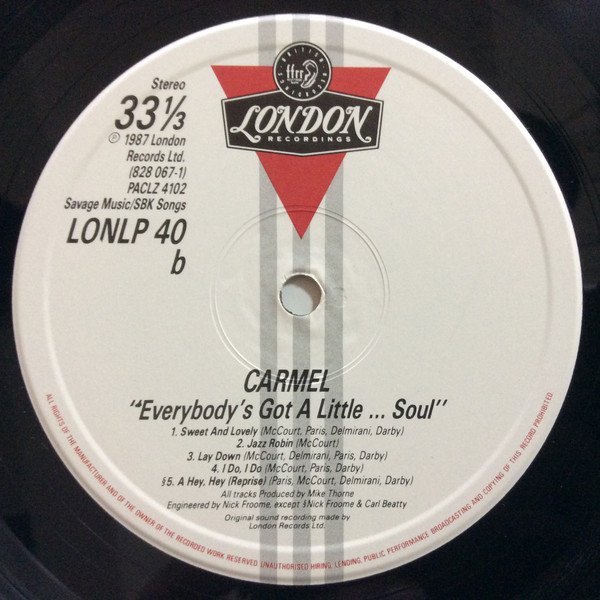 BRITISH RECORDINGS
ffrr
LONDON
RECORDINGS
Stereo
33⅓
Ⓟ 1987 London
Records Ltd.
(828 067-1)
PACLZ 4102
Savage Music/SBK Songs
LONLP 40
b
CARMEL
"Everybody's Got A Little ... Soul"
1. Sweet And Lovely (McCourt, Paris, Delmirani, Darby)
2. Jazz Robin (McCourt)
3. Lay Down (McCourt, Delmirani, Paris, Darby)
4. I Do, I Do (McCourt, Paris, Darby)
§5. A Hey, Hey (Reprise) (Paris, McCourt, Delmirani, Darby)
All tracks Produced by Mike Thorne
Engineered by Nick Froome, except §Nick Froome & Carl Beatty
Original sound recording made by
London Records Ltd.
ALL RIGHTS OF THE MANUFACTURER AND OF THE OWNER OF THE RECORDED WORK RESERVED. UNAUTHORISED HIRING, LENDING, PUBLIC PERFORMANCE BROADCASTING AND COPYING OF THIS RECORD PROHIBITED.